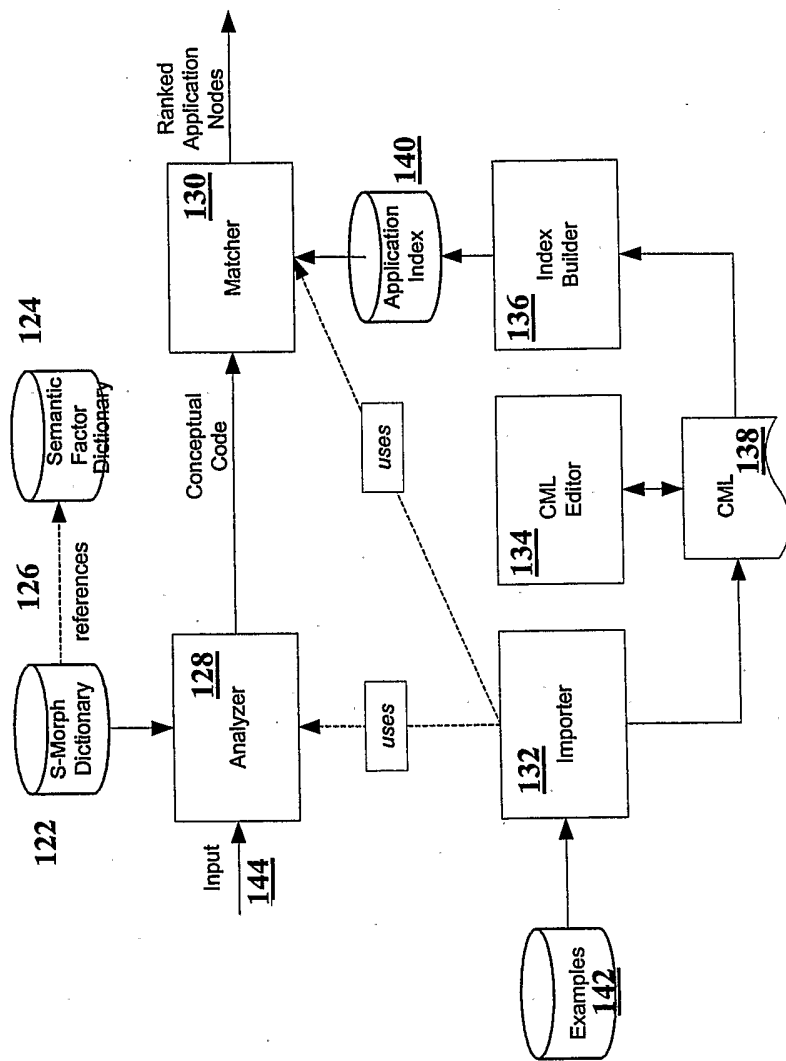 122
S-Morph
Dictionary
126
references
124
Semantic
Factor
Dictionary
Input
144
128
Analyzer
Conceptual
Code
130
Matcher
Ranked
Application
Nodes
uses
uses
Application
Index
140
Examples
142
132
Importer
134
CML
Editor
136
Index
Builder
CML
138